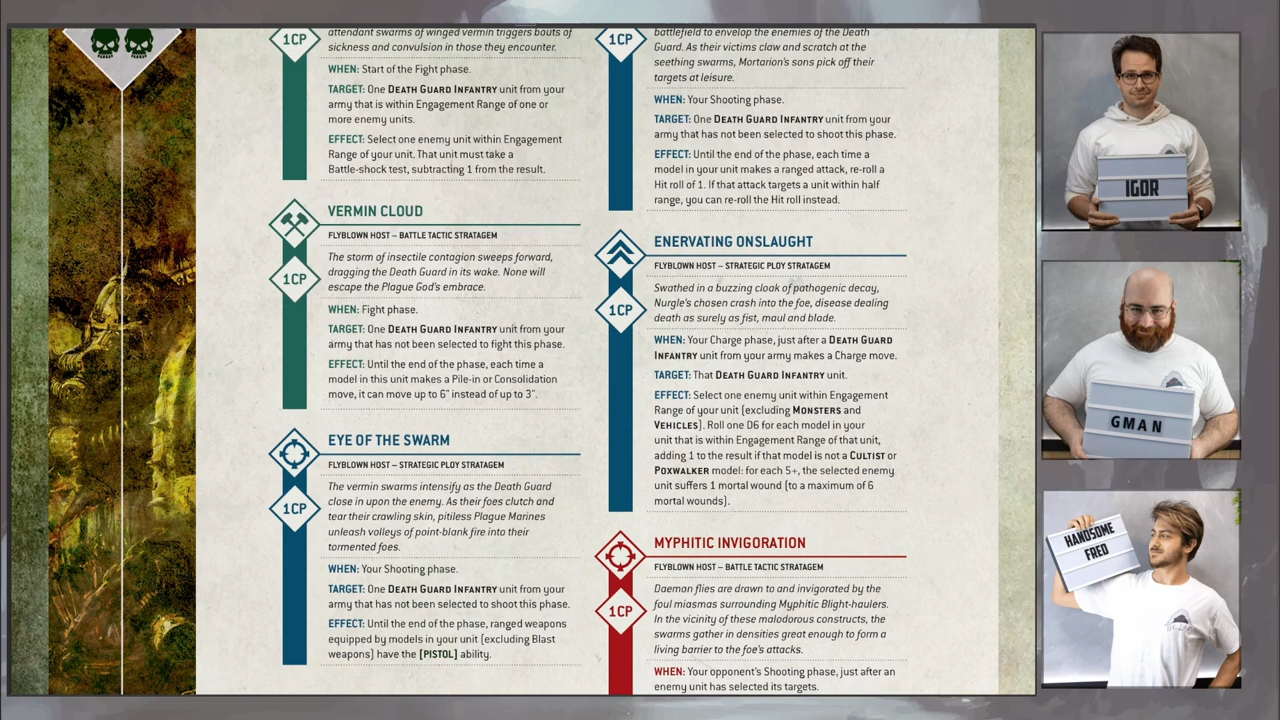 attendant swarms of winged vermin triggers bouts of
1CP
sickness and convulsion in those they encounter.
WHEN: Start of the Fight phase.
TARGET: One DEATH GUARD INFANTRY unit from your
army that is within Engagement Range of one or
more enemy units.
EFFECT: Select one enemy unit within Engagement
Range of your unit. That unit must take a
Battle-shock test, subtracting 1 from the result.
VERMIN CLOUD
FLYBLOWN HOST – BATTLE TACTIC STRATAGEM
The storm of insectile contagion sweeps forward,
1CP
dragging the Death Guard in its wake. None will
escape the Plague God's embrace.
WHEN: Fight phase.
TARGET: One DEATH GUARD INFANTRY unit from your
army that has not been selected to fight this phase.
EFFECT: Until the end of the phase, each time a
model in this unit makes a Pile-in or Consolidation
move, it can move up to 6" instead of up to 3".
EYE OF THE SWARM
FLYBLOWN HOST – STRATEGIC PLOY STRATAGEM
The vermin swarms intensify as the Death Guard
1CP
close in upon the enemy. As their foes clutch and
tear their crawling skin, pitiless Plague Marines
unleash volleys of point-blank fire into their
tormented foes.
WHEN: Your Shooting phase.
TARGET: One DEATH GUARD INFANTRY unit from your
army that has not been selected to shoot this phase.
EFFECT: Until the end of the phase, ranged weapons
equipped by models in your unit (excluding Blast
weapons) have the [PISTOL] ability.
battlefield to envelop the enemies of the Death
1CP
Guard. As their victims claw and scratch at the
seething swarms, Mortarion's sons pick off their
targets at leisure.
WHEN: Your Shooting phase.
TARGET: One DEATH GUARD INFANTRY unit from your
army that has not been selected to shoot this phase.
EFFECT: Until the end of the phase, each time a
model in your unit makes a ranged attack, re-roll a
Hit roll of 1. If that attack targets a unit within half
range, you can re-roll the Hit roll instead.
ENERVATING ONSLAUGHT
FLYBLOWN HOST – STRATEGIC PLOY STRATAGEM
Swathed in a buzzing cloak of pathogenic decay,
1CP
Nurgle's chosen crash into the foe, disease dealing
death as surely as fist, maul and blade.
WHEN: Your Charge phase, just after a DEATH GUARD
INFANTRY unit from your army makes a Charge move.
TARGET: That DEATH GUARD INFANTRY unit.
EFFECT: Select one enemy unit within Engagement
Range of your unit (excluding MONSTERS and
VEHICLES). Roll one D6 for each model in your
unit that is within Engagement Range of that unit,
adding 1 to the result if that model is not a CULTIST or
POXWALKER model: for each 5+, the selected enemy
unit suffers 1 mortal wound (to a maximum of 6
mortal wounds).
MYPHITIC INVIGORATION
FLYBLOWN HOST – BATTLE TACTIC STRATAGEM
Daemon flies are drawn to and invigorated by the
1CP
foul miasmas surrounding Myphitic Blight-haulers.
In the vicinity of these malodorous constructs, the
swarms gather in densities great enough to form a
living barrier to the foe's attacks.
WHEN: Your opponent's Shooting phase, just after an
enemy unit has selected its targets.
IGOR
GMAN
HANDSOME
FRED